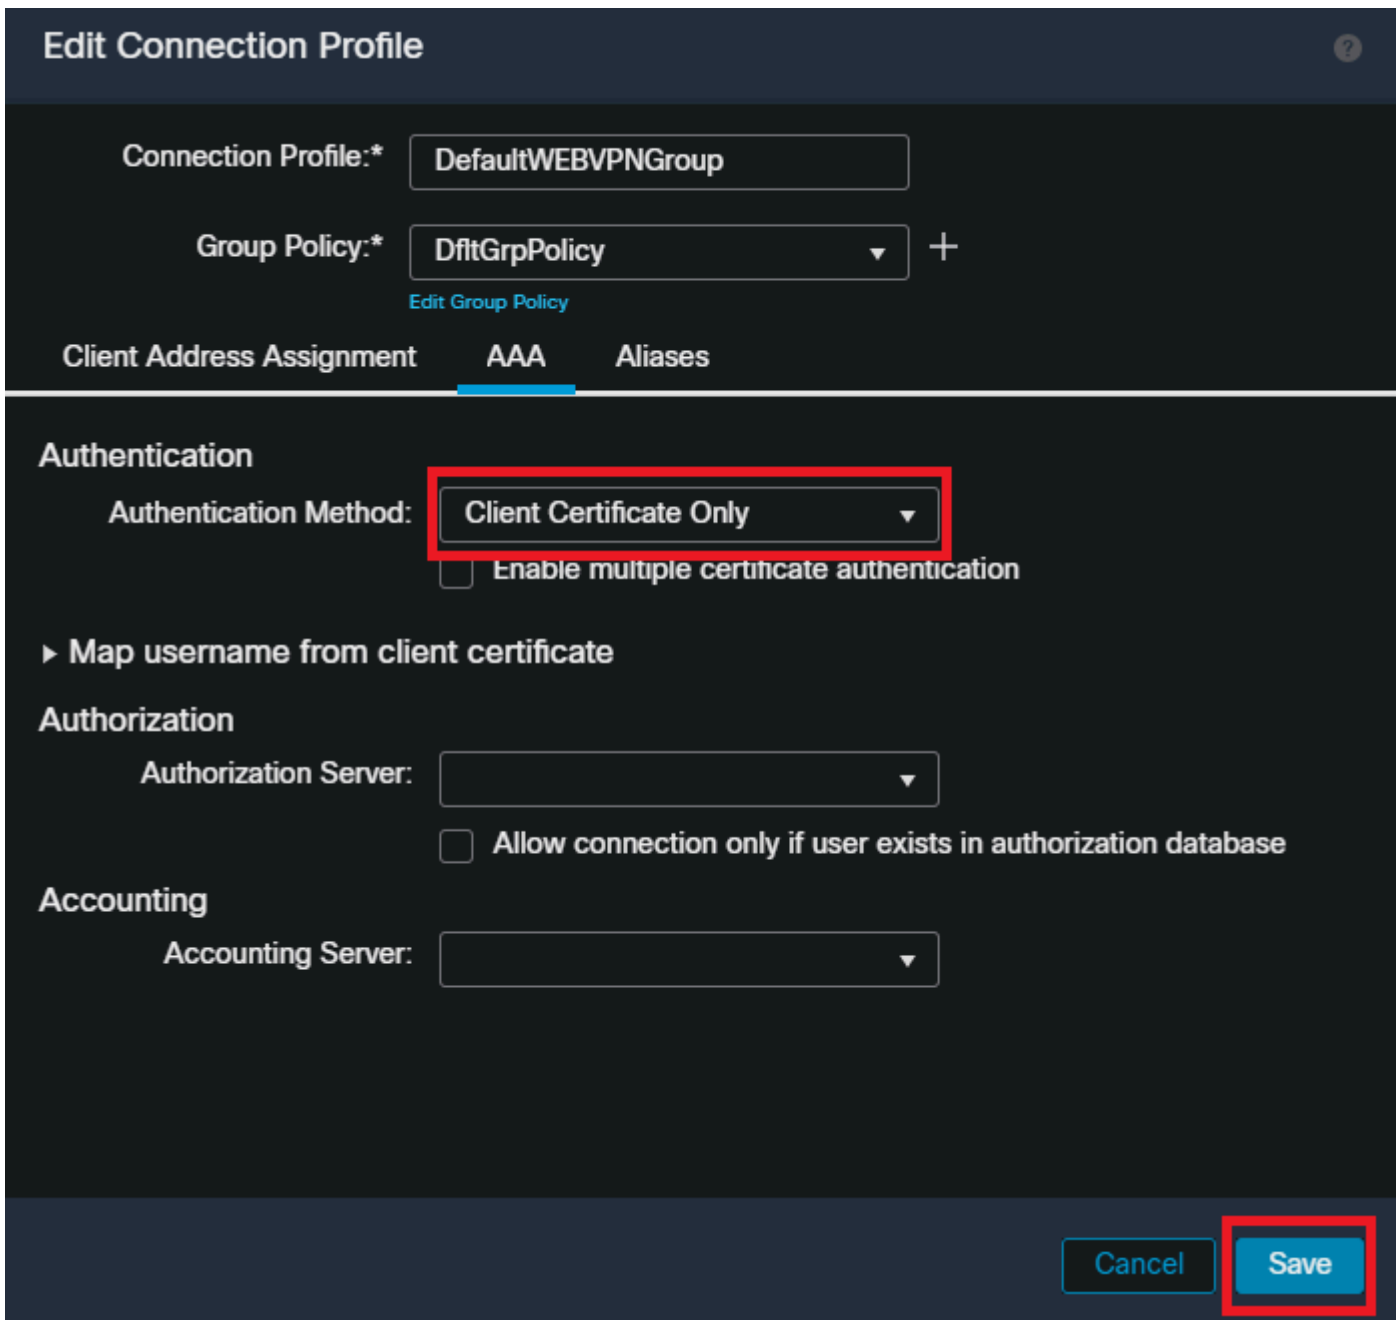 Edit Connection Profile
Connection Profile:* DefaultWEBVPNGroup
Group Policy:* DfltGrpPolicy
Edit Group Policy
Client Address Assignment AAA Aliases
Authentication
Authentication Method: Client Certificate Only
Enable multiple certificate authentication
Map username from client certificate
Authorization
Authorization Server:
Allow connection only if user exists in authorization database
Accounting
Accounting Server:
Cancel Save